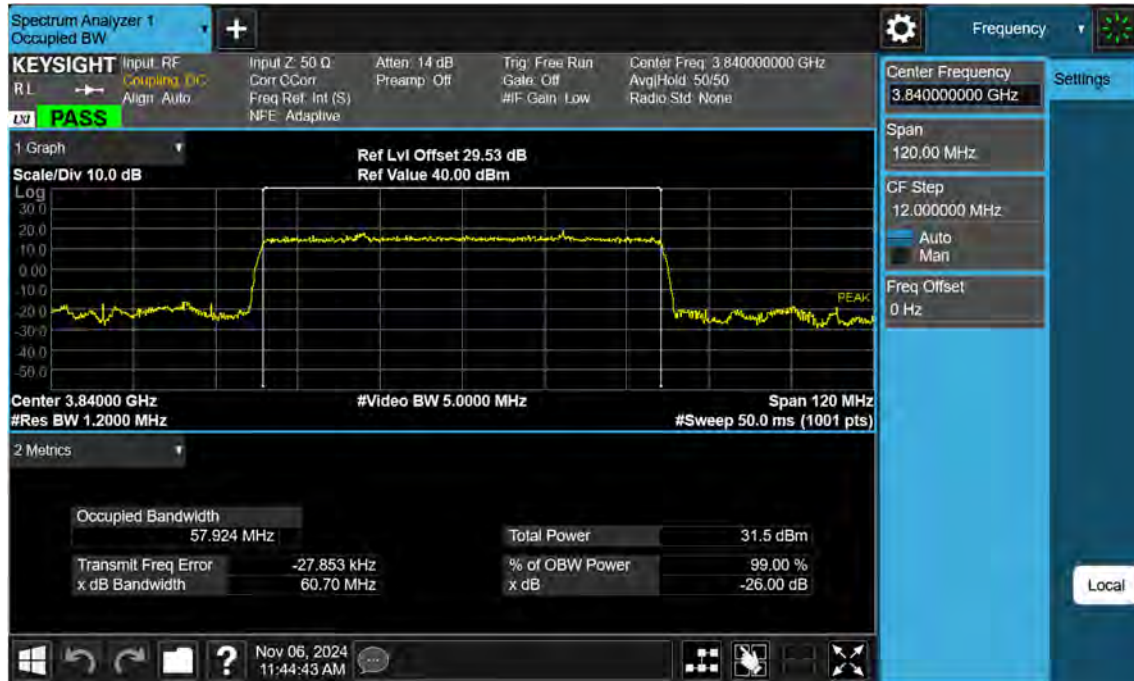 Spectrum Analyzer 1
Occupied BW
+
Frequency
KEYSIGHT Input: RF Input Z: 50 Ω Atten: 14 dB Trig: Free Run Center Freq: 3.840000000 GHz
RL Coupling: DC Corr CCorr Preamp: Off Gate: Off Avg|Hold: 50/50
Align: Auto Freq Ref: Int (S) #IF Gain: Low Radio Std: None
LXI PASS NFE: Adaptive
Center Frequency
3.840000000 GHz
Settings
Span
120.00 MHz
CF Step
12.000000 MHz
Auto
Man
Freq Offset
0 Hz
Local
1 Graph
Ref Lvl Offset 29.53 dB
Scale/Div 10.0 dB Ref Value 40.00 dBm
Log
30.0
20.0
10.0
0.00
-10.0
PEAK
-20.0
-30.0
-40.0
-50.0
Center 3.84000 GHz #Video BW 5.0000 MHz Span 120 MHz
#Res BW 1.2000 MHz #Sweep 50.0 ms (1001 pts)
2 Metrics
Occupied Bandwidth
57.924 MHz Total Power 31.5 dBm
Transmit Freq Error -27.853 kHz % of OBW Power 99.00 %
x dB Bandwidth 60.70 MHz x dB -26.00 dB
? Nov 06, 2024
11:44:43 AM